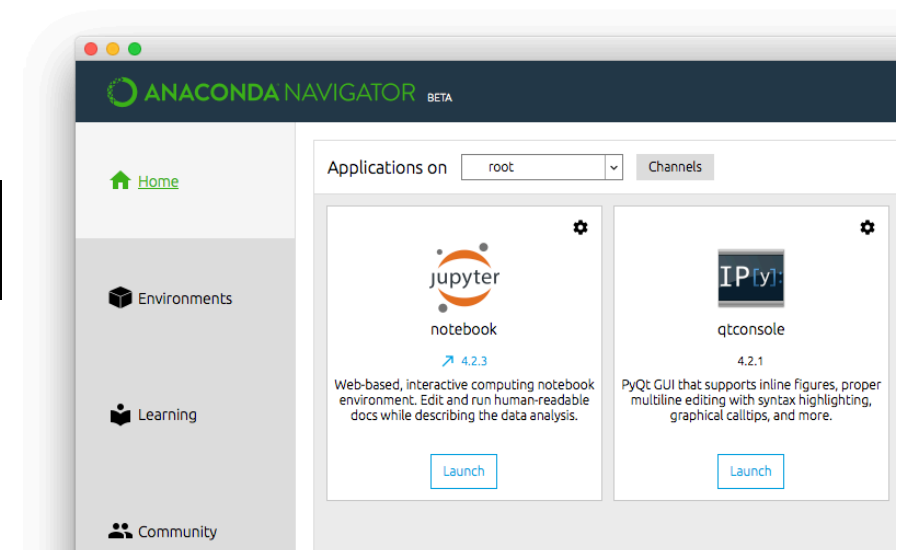 ANACONDA NAVIGATOR BETA
Home
Environments
Learning
Community
Applications on root Channels
jupyter
notebook
4.2.3
Web-based, interactive computing notebook
environment. Edit and run human-readable
docs while describing the data analysis.
Launch
IP[y]:
qtconsole
4.2.1
PyQt GUI that supports inline figures, proper
multiline editing with syntax highlighting,
graphical calltips, and more.
Launch